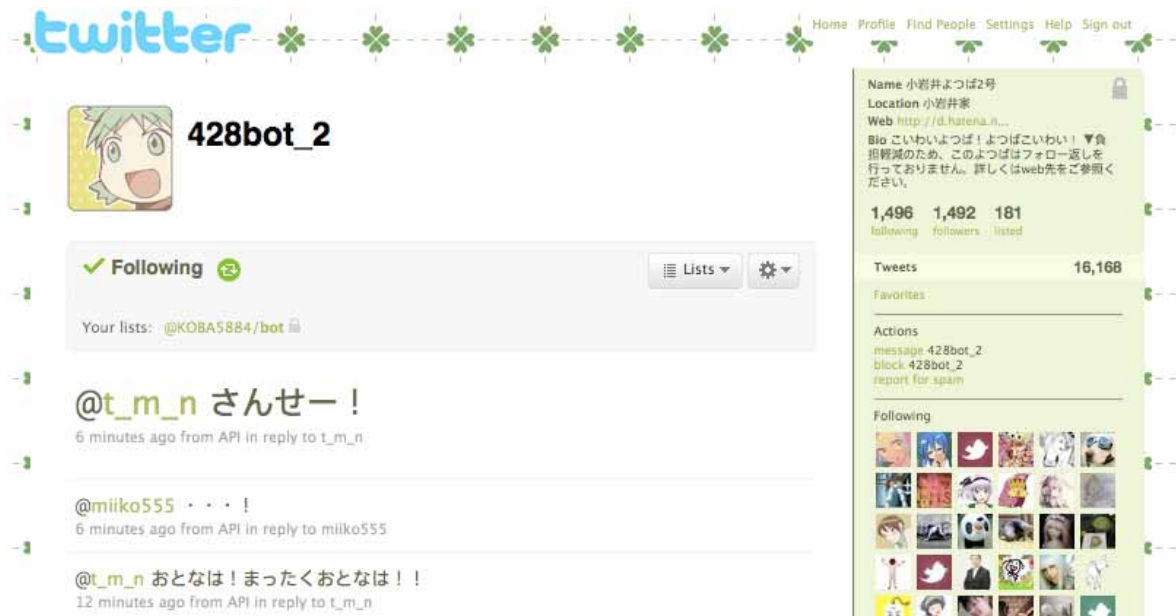 twitter
Home Profile Find People Settings Help Sign out
428bot_2
Following
Lists
Your lists: @KOBA5884/bot
@t_m_n さんせー！
6 minutes ago from API in reply to t_m_n
@miiko555 ・・・！
6 minutes ago from API in reply to miiko555
@t_m_n おとなは！まったくおとなは！！
12 minutes ago from API in reply to t_m_n
Name 小岩井よつば2号
Location 小岩井家
Web http://d.hatena.n...
Bio こいわいよつば！よつばこいわい！ ▼負
担軽減のため、このよつばはフォロー返しを
行っておりません。詳しくはweb先をご参照く
ださい。
1,496 1,492 181
following followers listed
Tweets 16,168
Favorites
Actions
message 428bot_2
block 428bot_2
report for spam
Following